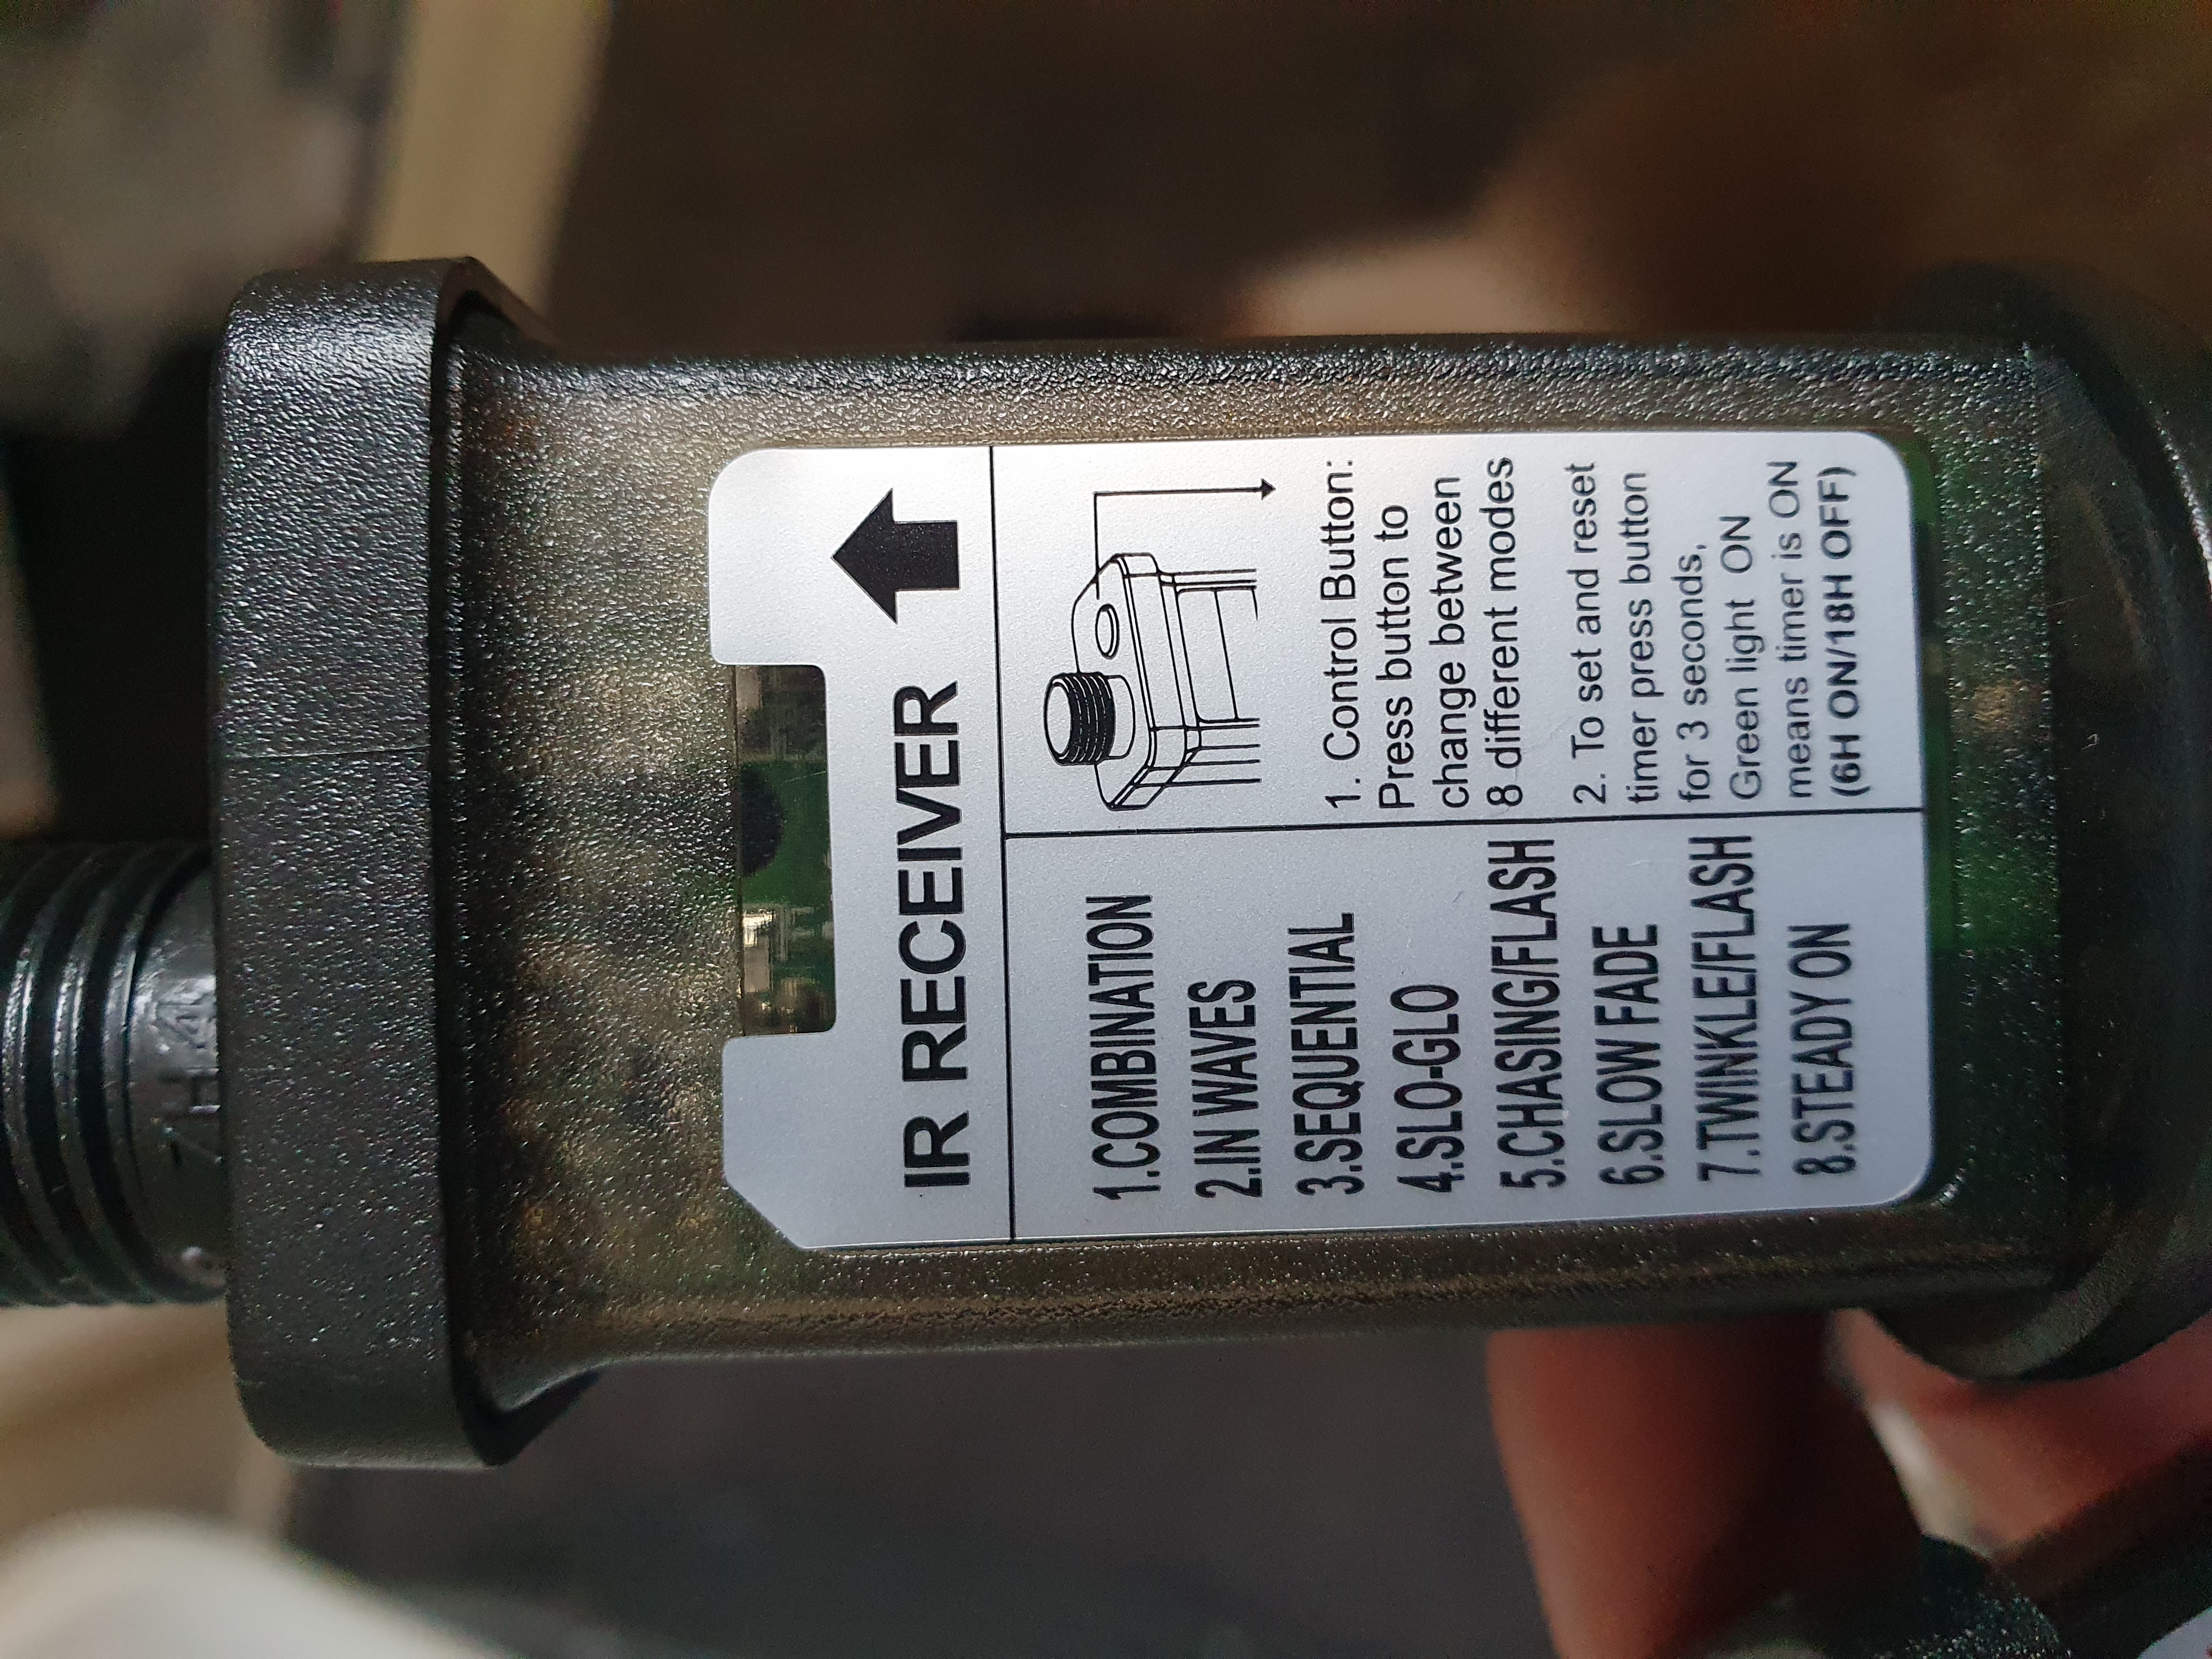 7H4
IR RECEIVER
1.COMBINATION
2.IN WAVES
3.SEQUENTIAL
4.SLO-GLO
5.CHASING/FLASH
6.SLOW FADE
7.TWINKLE/FLASH
8.STEADY ON
1. Control Button:
Press button to
change between
8 different modes
2. To set and reset
timer press button
for 3 seconds,
Green light ON
means timer is ON
(6H ON/18H OFF)